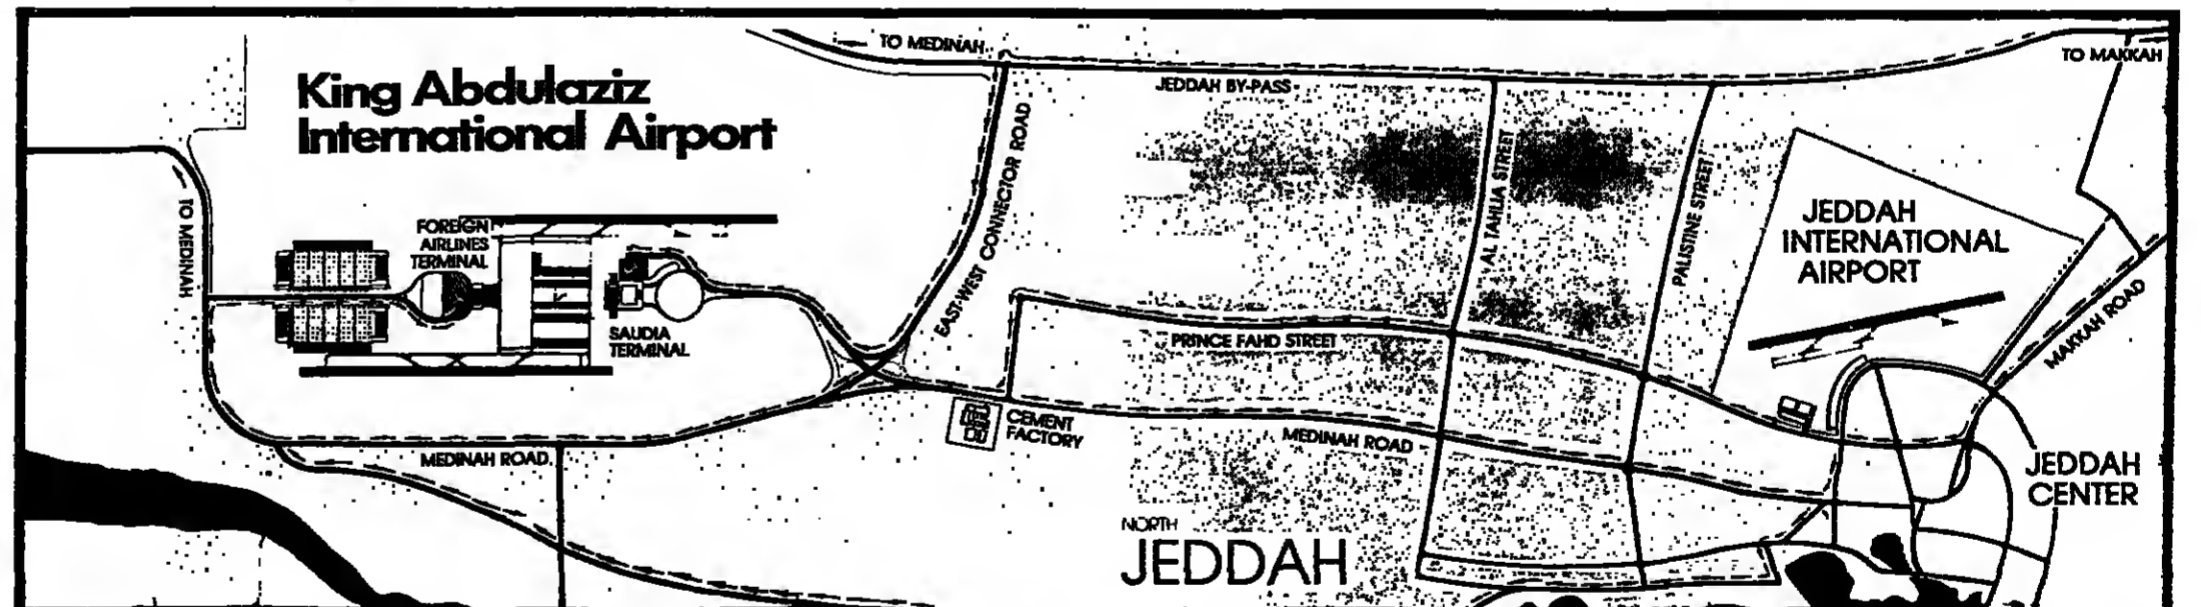 TO MEDINAH
TO MAKKAH
King Abdulaziz
International Airport
JEDDAH BY-PASS
EAST-WEST CONNECTOR ROAD
AL TAHLIA STREET
PALISTINE STREET
JEDDAH
INTERNATIONAL
AIRPORT
TO MEDINAH
FOREIGN
AIRLINES
TERMINAL
SAUDIA
TERMINAL
PRINCE FAHD STREET
MAKKAH ROAD
CEMENT
FACTORY
MEDINAH ROAD
MEDINAH ROAD
JEDDAH
CENTER
NORTH
JEDDAH